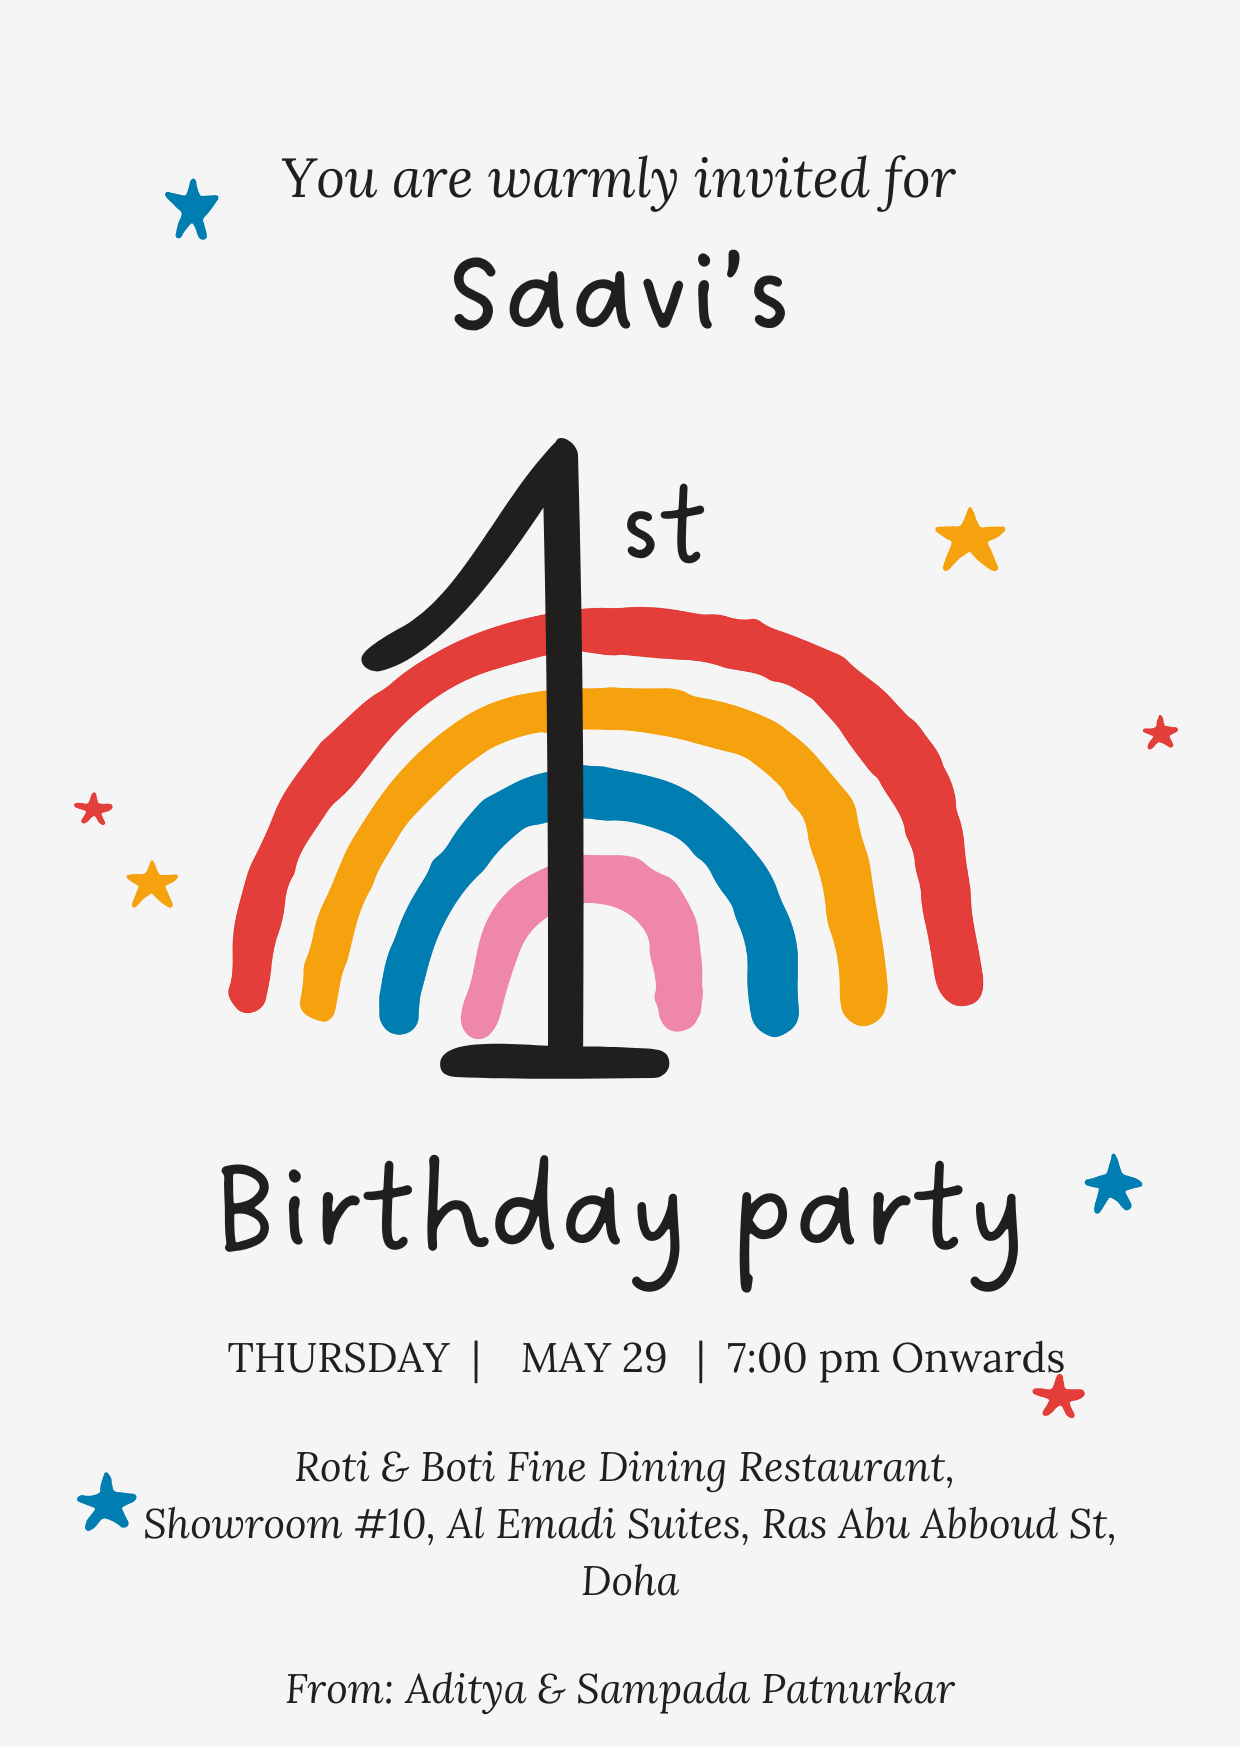 You are warmly invited for
Saavi’s
1st
Birthday party
THURSDAY | MAY 29 | 7:00 pm Onwards
Roti & Boti Fine Dining Restaurant,
Showroom #10, Al Emadi Suites, Ras Abu Abboud St,
Doha
From: Aditya & Sampada Patnurkar